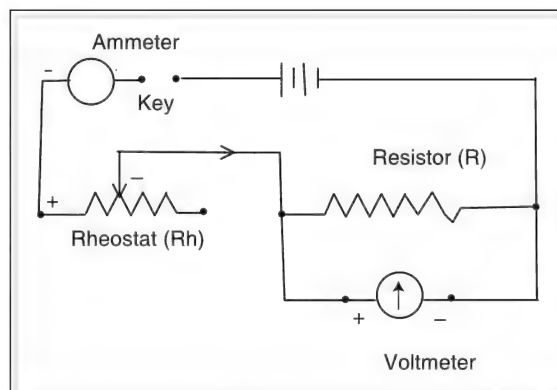 Ammeter
-
Key
Resistor (R)
–
+
Rheostat (Rh)
+ –
Voltmeter